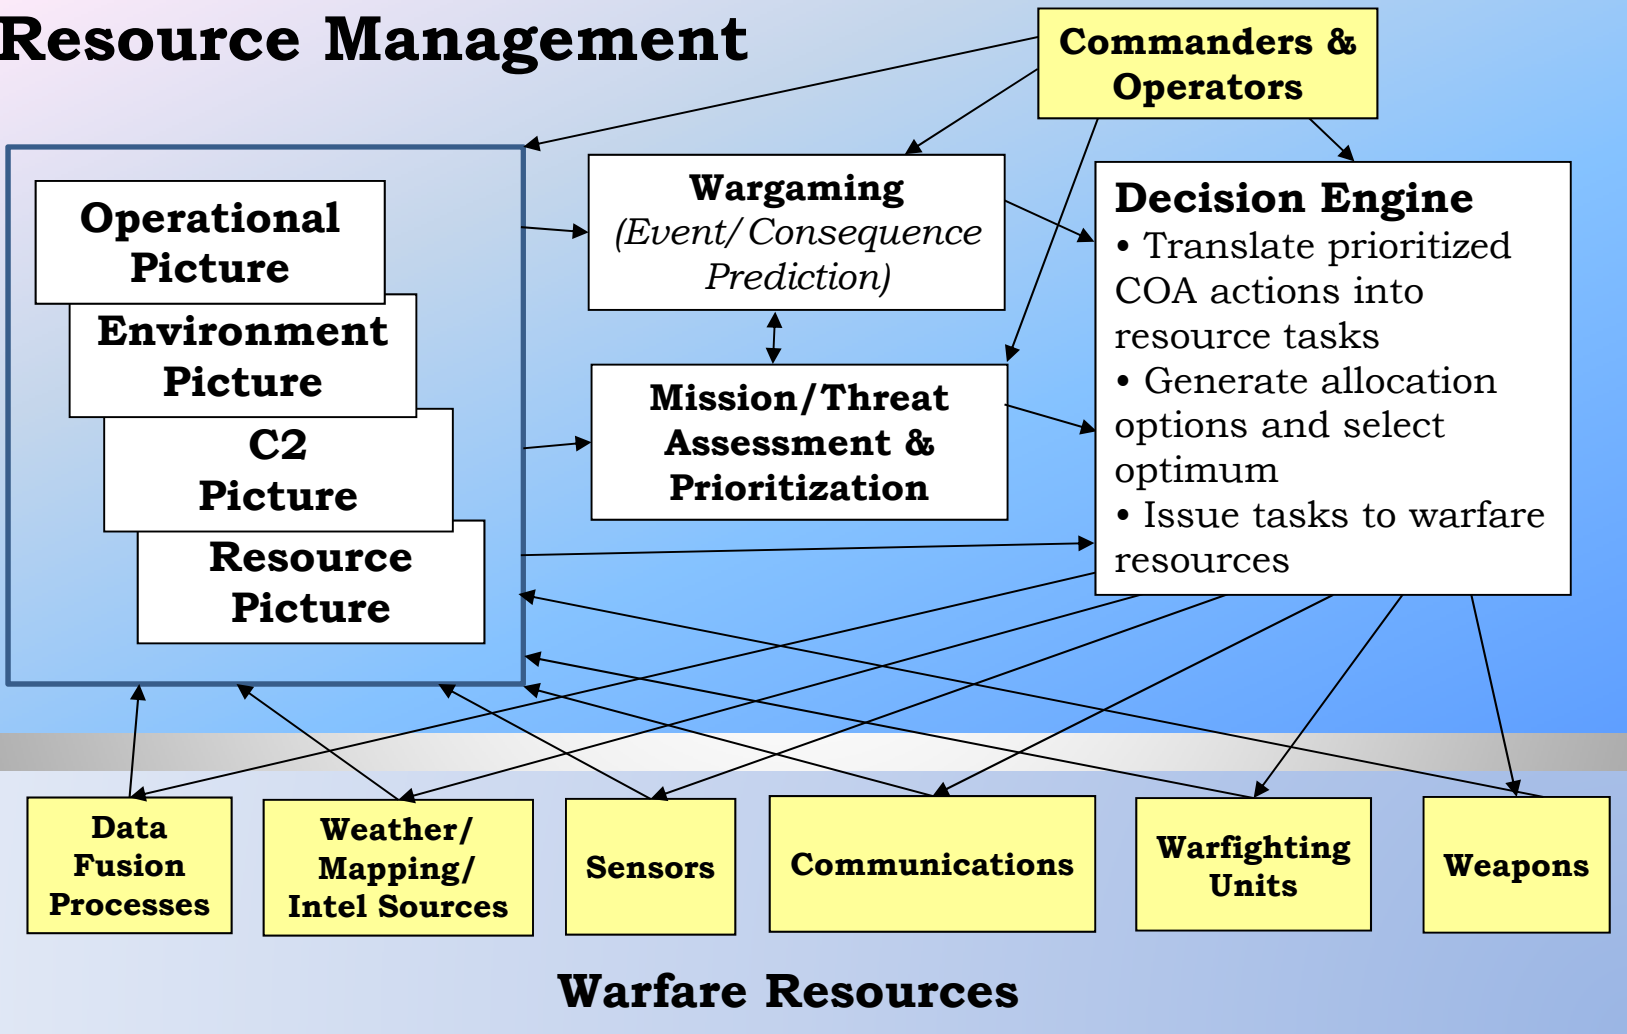 Resource Management
Commanders &
Operators
Operational
Picture
Environment
Picture
C2
Picture
Resource
Picture
Wargaming
(Event/Consequence
Prediction)
Mission/Threat
Assessment &
Prioritization
Decision Engine
• Translate prioritized
COA actions into
resource tasks
• Generate allocation
options and select
optimum
• Issue tasks to warfare
resources
Data
Fusion
Processes
Weather/
Mapping/
Intel Sources
Sensors
Communications
Warfighting
Units
Weapons
Warfare Resources